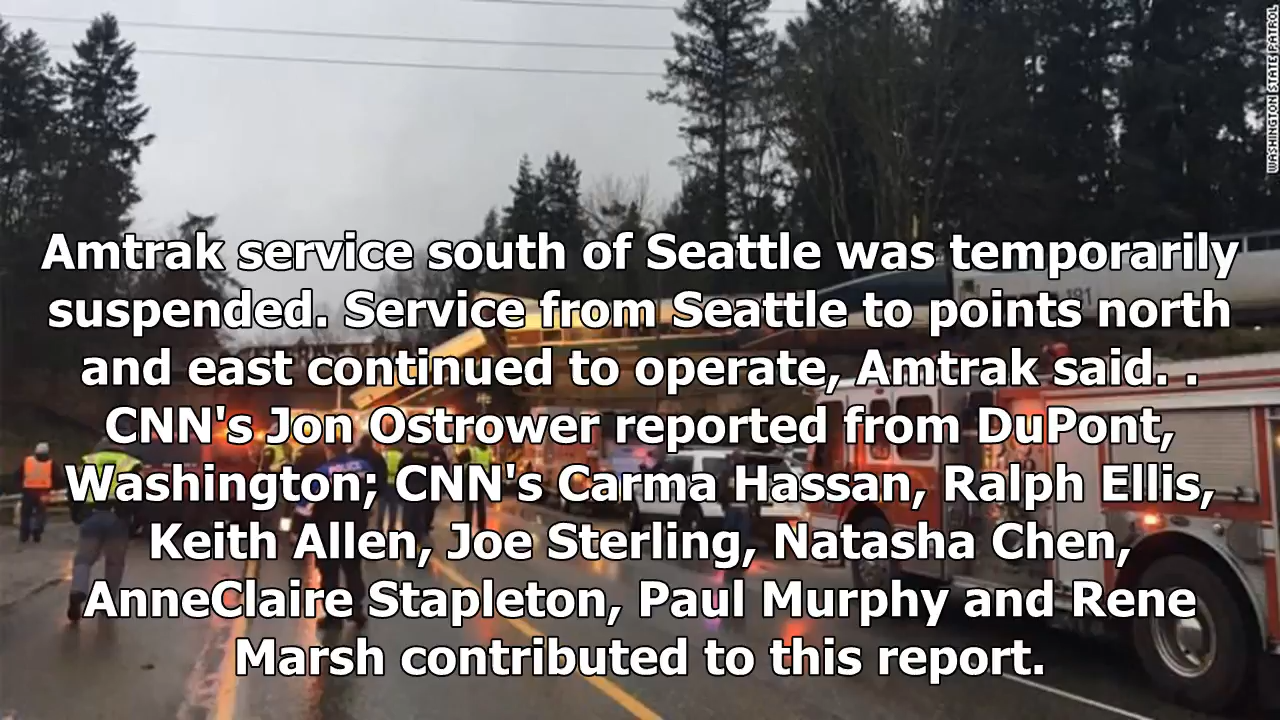 WASHINGTON STATE PATROL
191
Amtrak service south of Seattle was temporarily
suspended. Service from Seattle to points north
and east continued to operate, Amtrak said. .
CNN's Jon Ostrower reported from DuPont,
Washington; CNN's Carma Hassan, Ralph Ellis,
Keith Allen, Joe Sterling, Natasha Chen,
AnneClaire Stapleton, Paul Murphy and Rene
Marsh contributed to this report.
POLICE